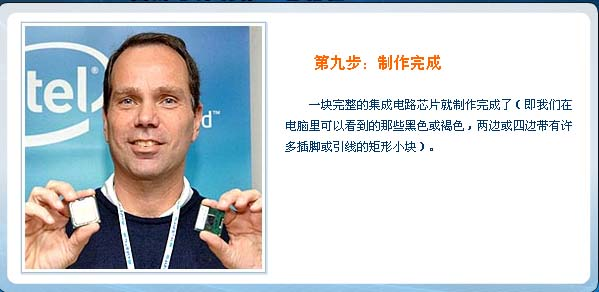 intel
第九步：制作完成
一块完整的集成电路芯片就制作完成了（即我们在
电脑里可以看到的那些黑色或褐色，两边或四边带有许
多插脚或引线的矩形小块）。